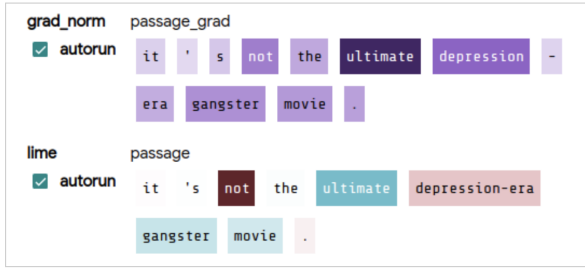 grad_norm passage_grad
autorun it ' s not the ultimate depression -
era gangster movie .
lime passage
autorun it 's not the ultimate depression-era
gangster movie .